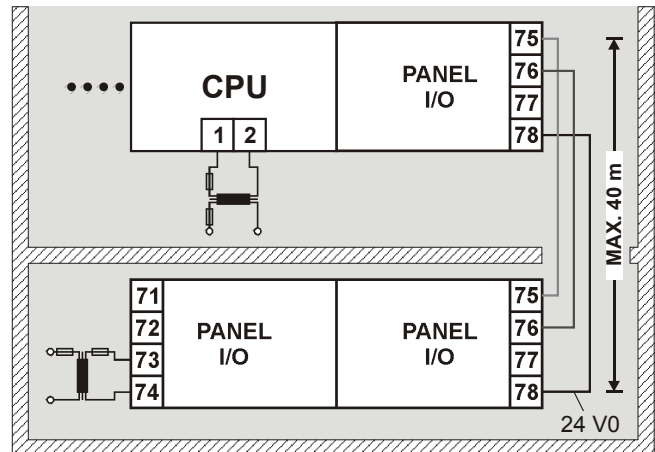 CPU
1 2
PANEL
I/O
75
76
77
78
MAX. 40 m
71
72
73
74
PANEL
I/O
PANEL
I/O
75
76
77
78
24 V0